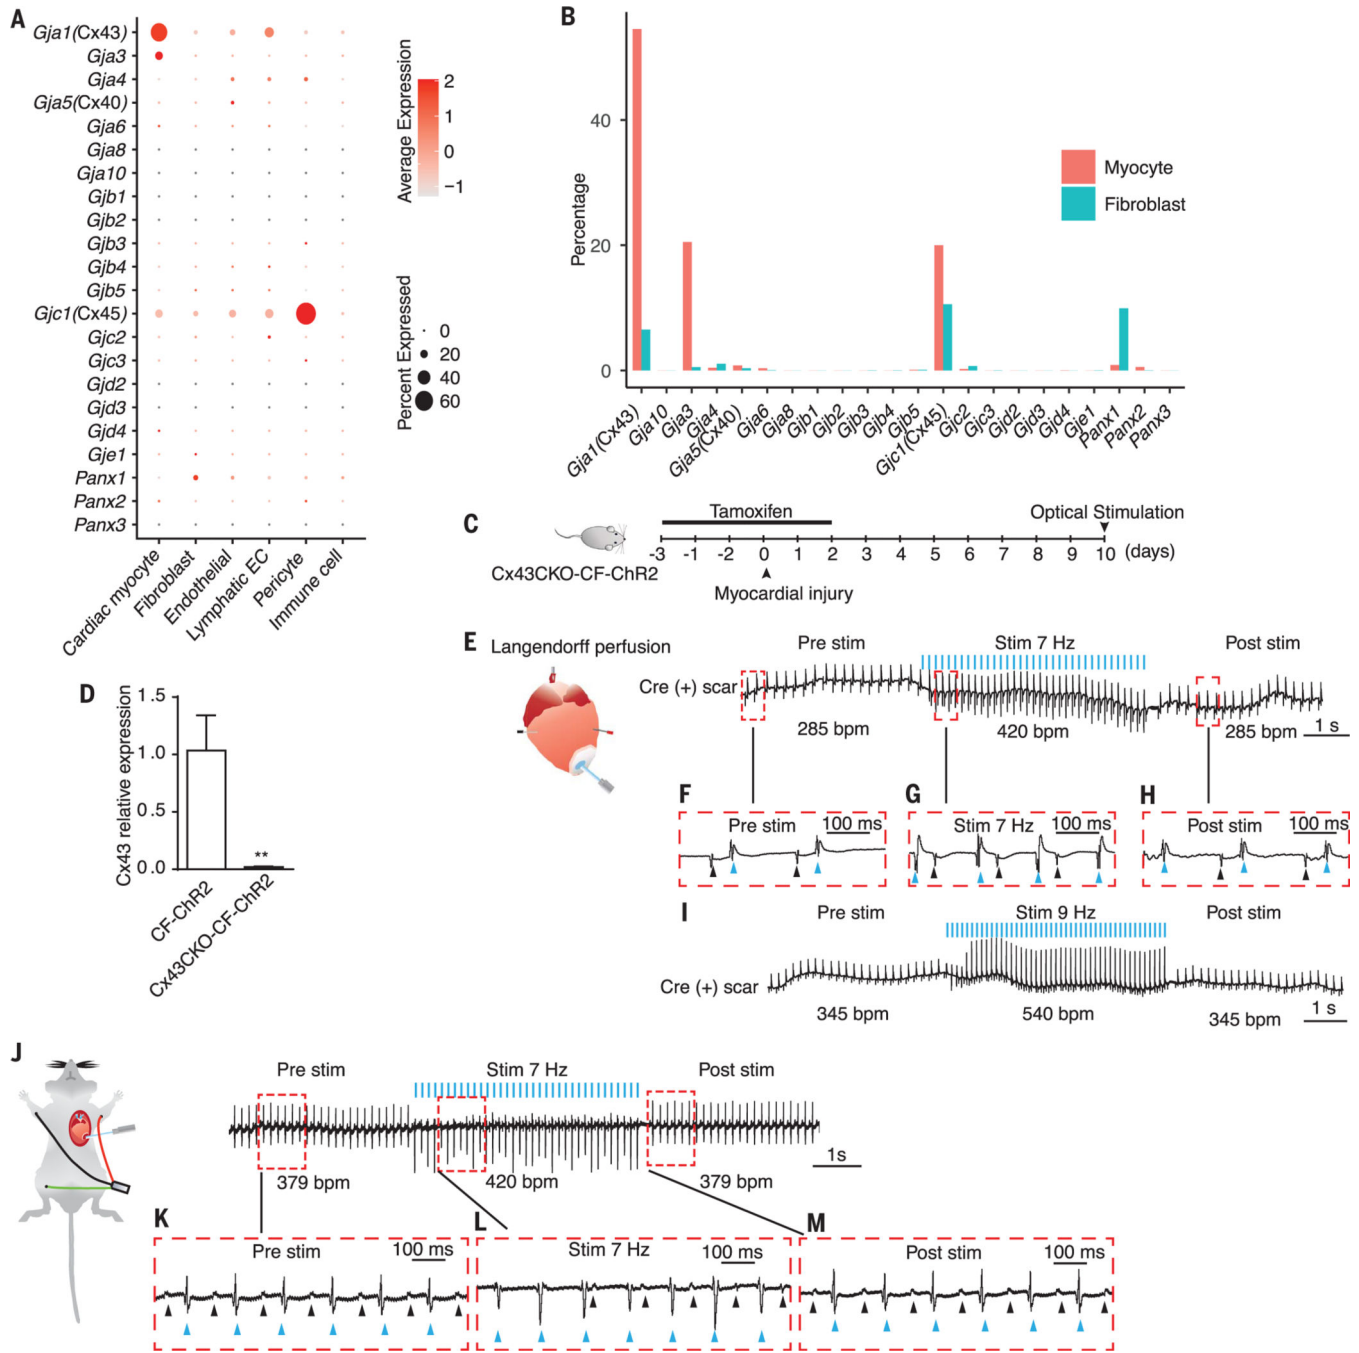 A
Gja1(Cx43)
Gja3
Gja4
Gja5(Cx40)
Gja6
Gja8
Gja10
Gjb1
Gjb2
Gjb3
Gjb4
Gjb5
Gjc1(Cx45)
Gjc2
Gjc3
Gjd2
Gjd3
Gjd4
Gje1
Panx1
Panx2
Panx3
Cardiac myocyte
Fibroblast
Endothelial
Lymphatic EC
Pericyte
Immune cell
Average Expression
2
1
0
−1
Percent Expressed
0
20
40
60
B
Percentage
40
20
0
Myocyte
Fibroblast
Gja1(Cx43)
Gja10
Gja3
Gja4
Gja5(Cx40)
Gja6
Gja8
Gjb1
Gjb2
Gjb3
Gjb4
Gjb5
Gjc1(Cx45)
Gjc2
Gjc3
Gjd2
Gjd3
Gjd4
Gje1
Panx1
Panx2
Panx3
C
Tamoxifen
Optical Stimulation
-3 -1 -2 0 1 2 3 4 5 6 7 8 9 10 (days)
Cx43CKO-CF-ChR2
Myocardial injury
D
Cx43 relative expression
1.5
1.0
0.5
0.0
**
CF-ChR2
Cx43CKO-CF-ChR2
E
Langendorff perfusion
Pre stim
Stim 7 Hz
Post stim
Cre (+) scar
285 bpm
420 bpm
285 bpm
1 s
F
Pre stim
100 ms
G
Stim 7 Hz
100 ms
H
Post stim
100 ms
I
Pre stim
Stim 9 Hz
Post stim
Cre (+) scar
345 bpm
540 bpm
345 bpm
1 s
J
Pre stim
Stim 7 Hz
Post stim
379 bpm
420 bpm
379 bpm
1s
K
Pre stim
100 ms
L
Stim 7 Hz
100 ms
M
Post stim
100 ms